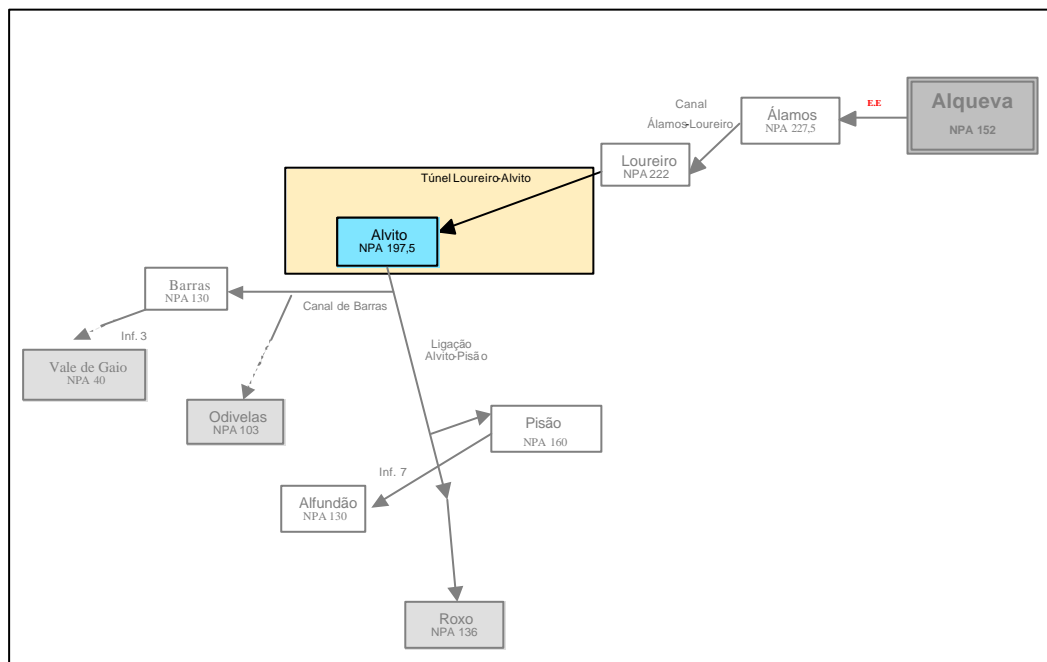 Alqueva
NPA 152
E.E
Álamos
NPA 227,5
Canal
Álamos-Loureiro
Loureiro
NPA 222
Túnel Loureiro-Alvito
Alvito
NPA 197,5
Barras
NPA 130
Canal de Barras
Inf. 3
Vale de Gaio
NPA 40
Odivelas
NPA 103
Ligação
Alvito-Pisão
Pisão
NPA 160
Inf. 7
Alfundão
NPA 130
Roxo
NPA 136